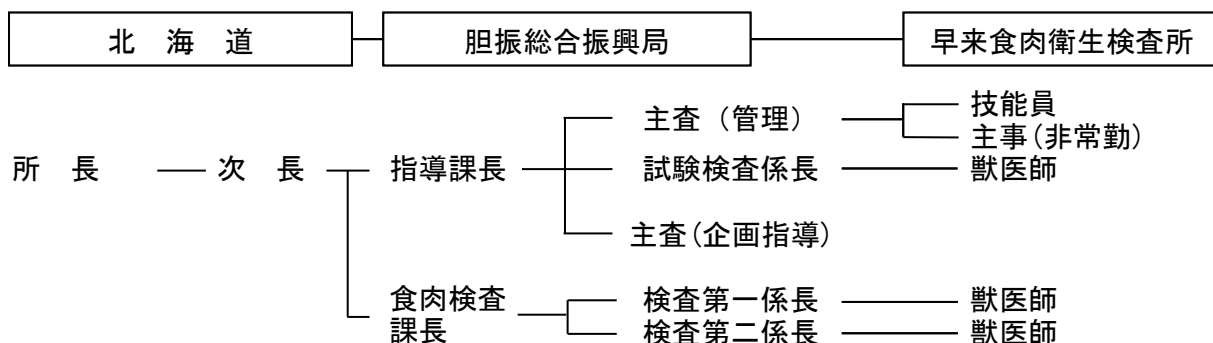 北　海　道　胆振総合振興局　早来食肉衛生検査所
技能員
主査（管理）
主事（非常勤）
所　長　次　長　指導課長　試験検査係長　獣医師
主査（企画指導）
食肉検査　検査第一係長　獣医師
課長　検査第二係長　獣医師